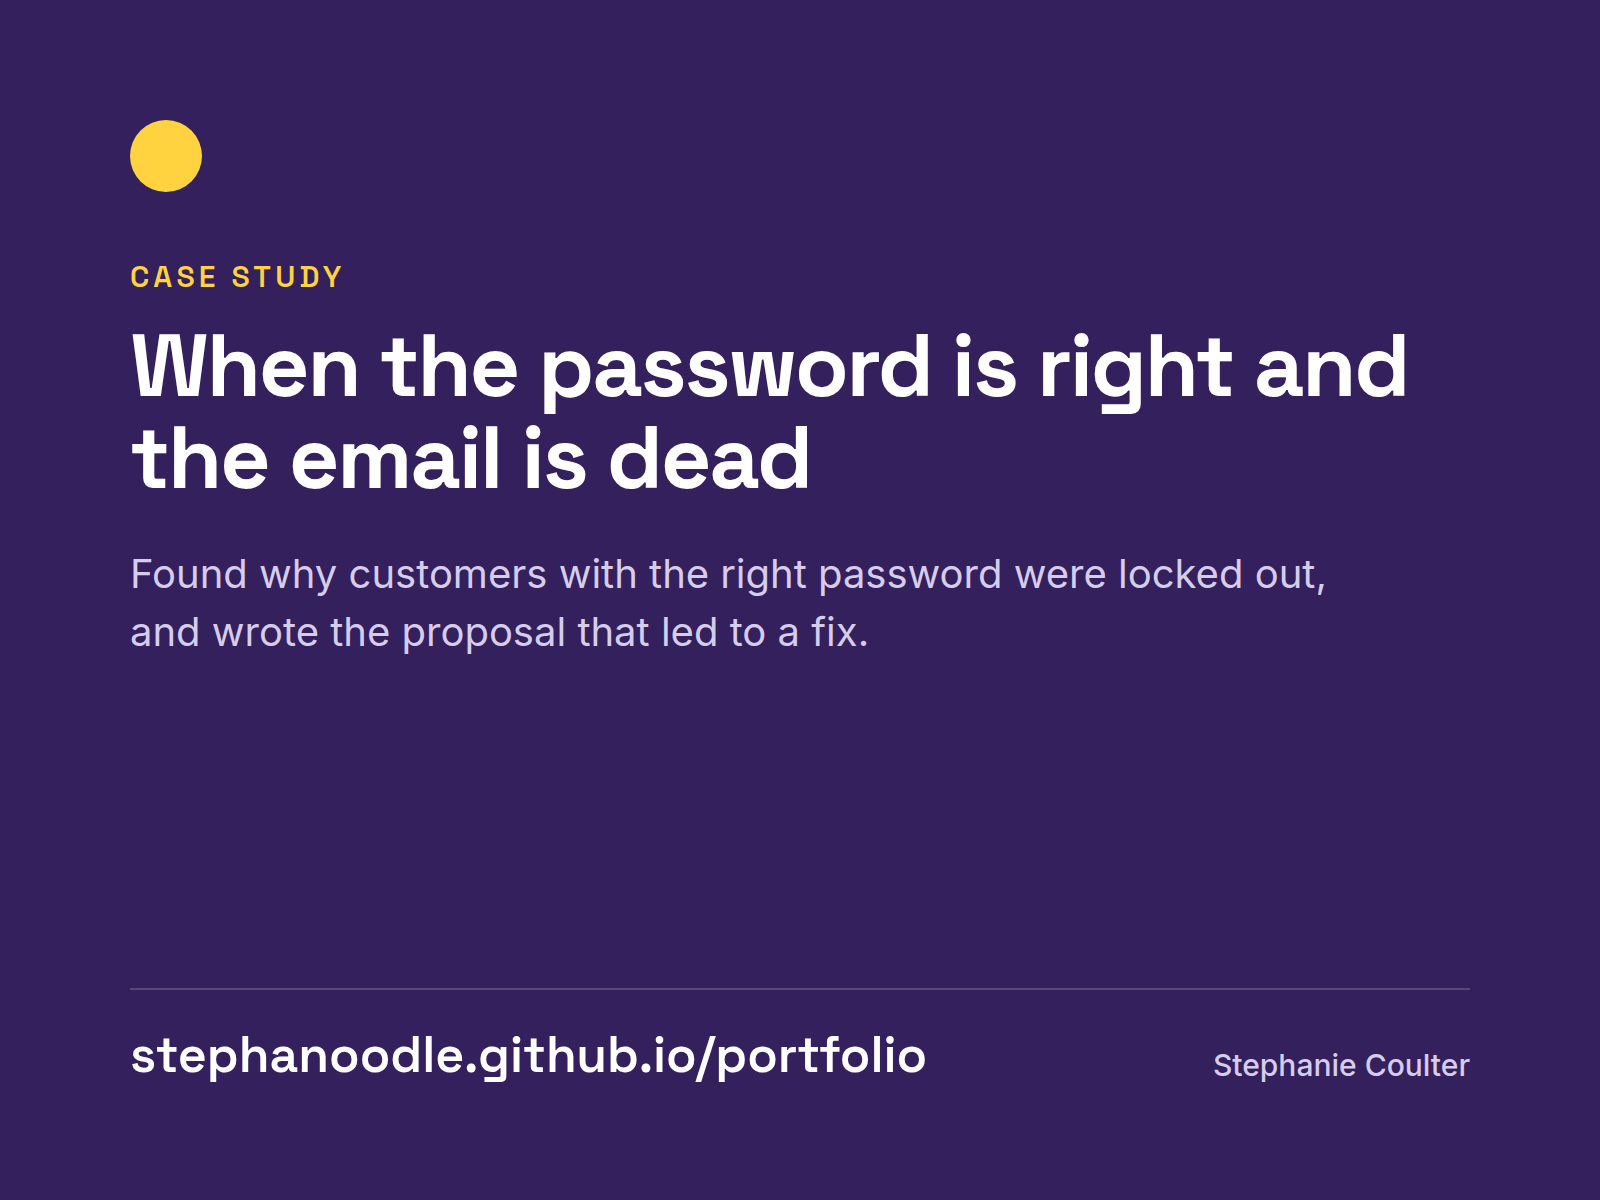 CASE STUDY
When the password is right and
the email is dead
Found why customers with the right password were locked out,
and wrote the proposal that led to a fix.
stephanoodle.github.io/portfolio
Stephanie Coulter